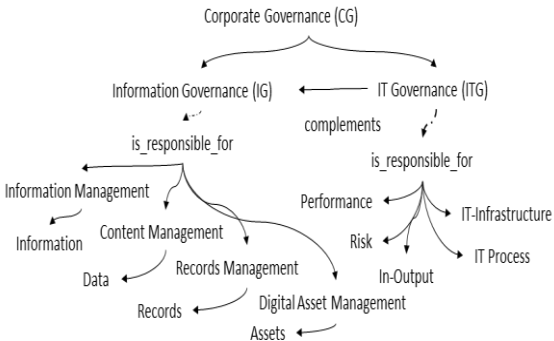 Corporate Governance (CG)
Information Governance (IG)
IT Governance (ITG)
complements
is_responsible_for
is_responsible_for
Information Management
Performance
IT-Infrastructure
Information
Content Management
Risk
IT Process
Data
Records Management
In-Output
Records
Digital Asset Management
Assets